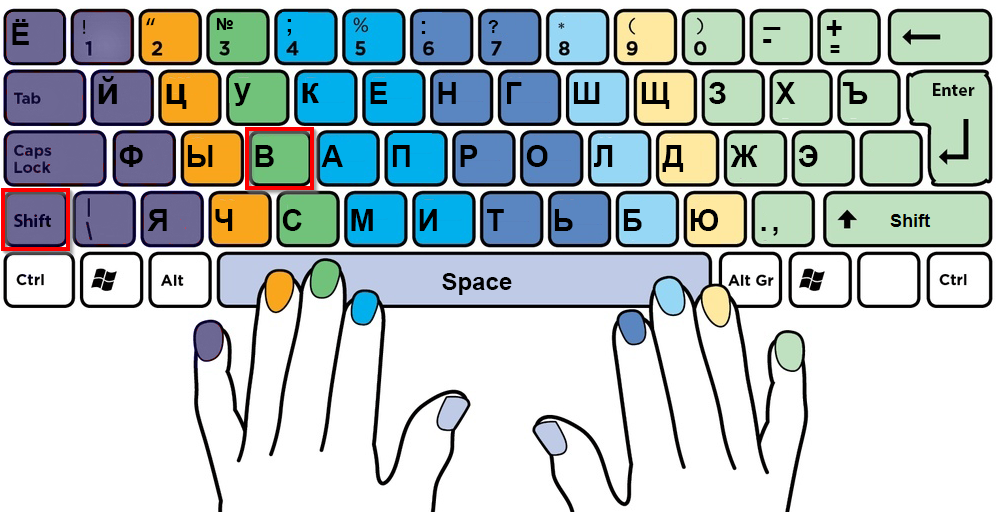 Ё ! 1 “ 2 № 3 ; 4 % 5 : 6 ? 7 * 8 ( 9 ) 0 — - + =
Tab Й Ц У К Е Н Г Ш Щ З Х Ъ Enter
Caps Lock Ф Ы В А П Р О Л Д Ж Э
Shift | \ Я Ч С М И Т Ь Б Ю . , Shift
Ctrl Alt Space Alt Gr Ctrl